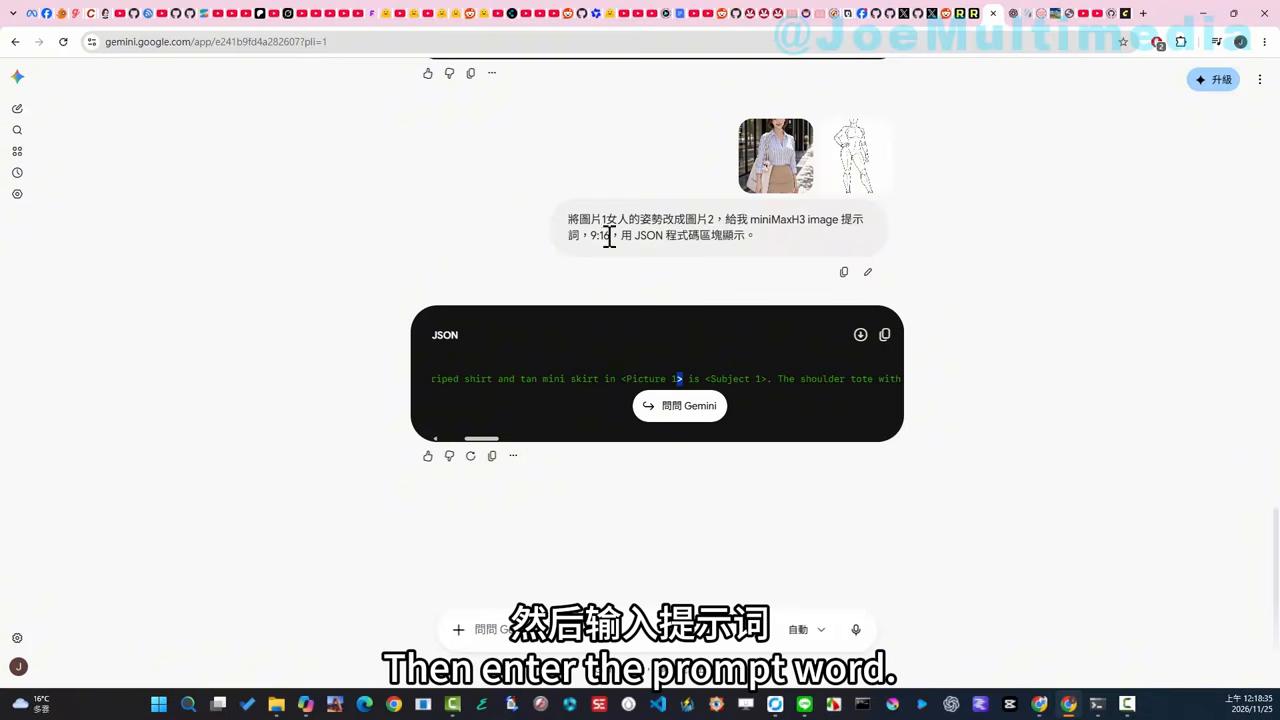 @JoeMultimedia
gemini.google.com/app/e241b9fd4a282607?pli=1
升級
將圖片1女人的姿勢改成圖片2，給我 miniMaxH3 image 提示
詞，9:16，用 JSON 程式碼區塊顯示。
JSON
riped shirt and tan mini skirt in <Picture 1> is <Subject 1>. The shoulder tote with
問問 Gemini
問問 G
自動
然后输入提示词
Then enter the prompt word.
J
16°C
多雲
上午 12:18:35
2026/11/25